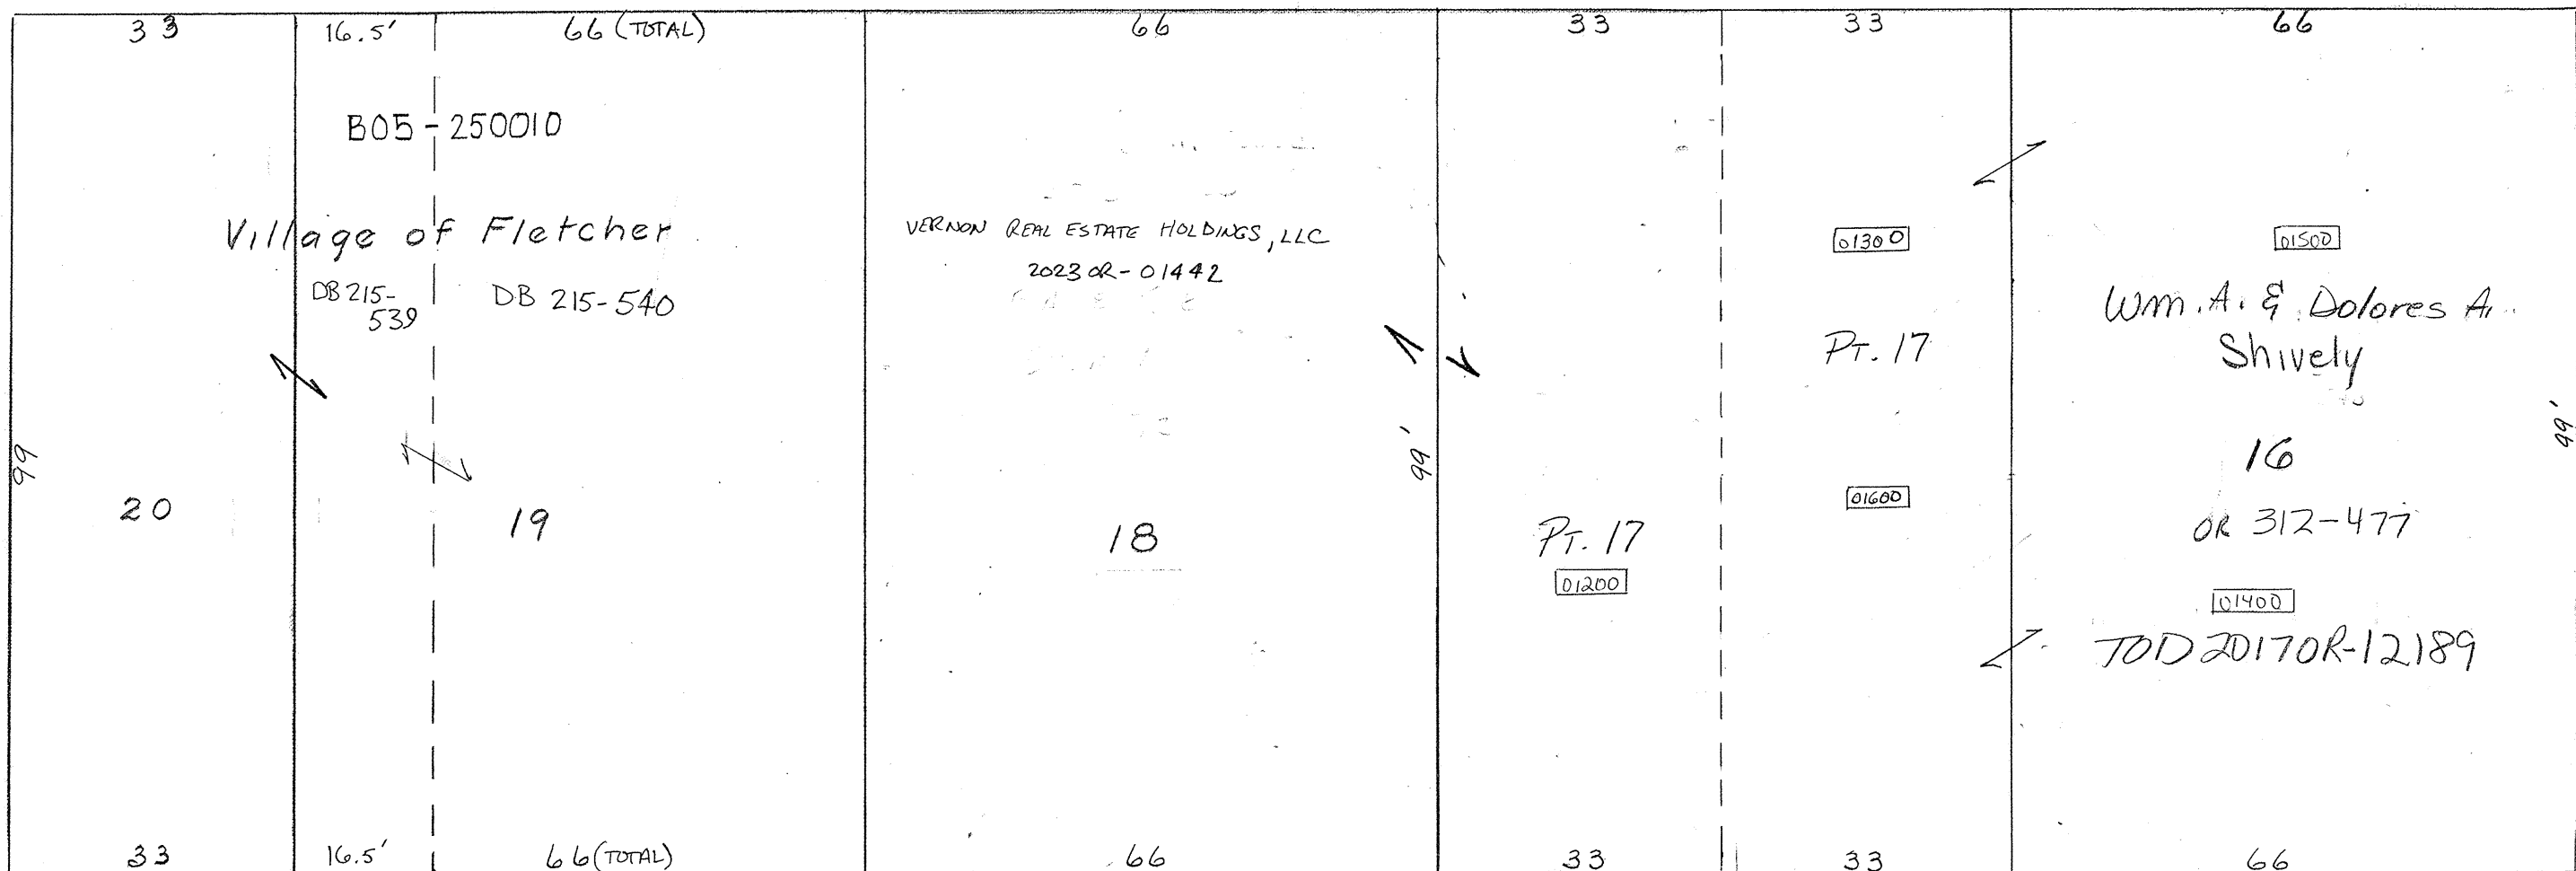 33 16.5' 66 (TOTAL) 66 33 33 66
B05-250010
Village of Fletcher
DB 215-
539
DB 215-540
VERNON REAL ESTATE HOLDINGS, LLC
2023 OR-01442
01300
01500
Wm. A. & Dolores A.
Shively
PT. 17
99
99'
99'
16
01600
20
19
18
PT. 17
OR 312-477
01200
01400
TOD 2017OR-12189
33 16.5' 66 (TOTAL) 66 33 33 66